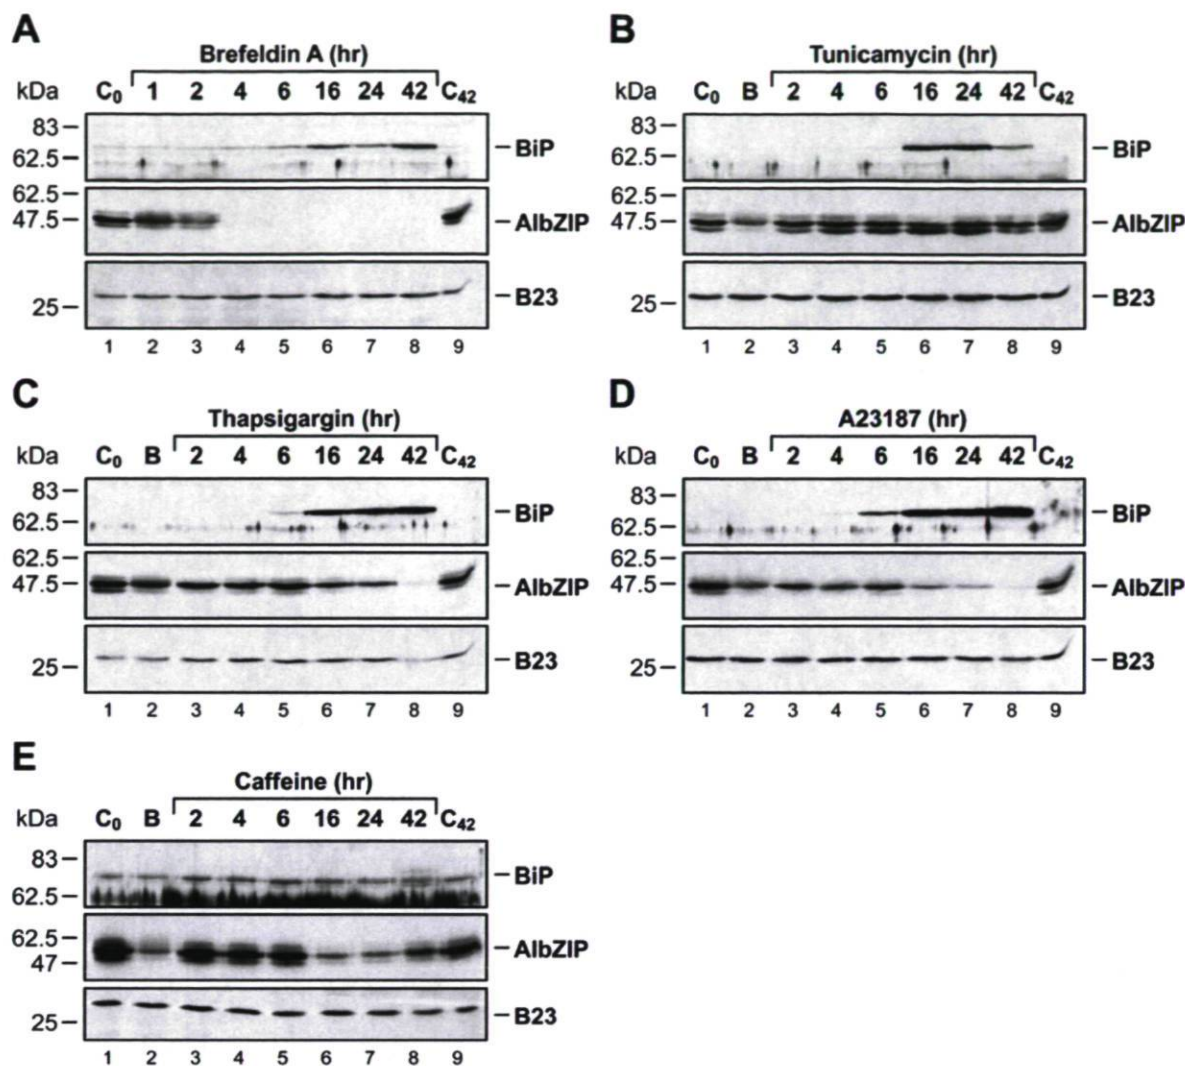 A
Brefeldin A (hr)
kDa C₀ 1 2 4 6 16 24 42 C₄₂
83
62.5
BiP
62.5
47.5
AlbZIP
25
B23
1 2 3 4 5 6 7 8 9
B
Tunicamycin (hr)
kDa C₀ B 2 4 6 16 24 42 C₄₂
83
62.5
BiP
62.5
47.5
AlbZIP
25
B23
1 2 3 4 5 6 7 8 9
C
Thapsigargin (hr)
kDa C₀ B 2 4 6 16 24 42 C₄₂
83
62.5
BiP
62.5
47.5
AlbZIP
25
B23
1 2 3 4 5 6 7 8 9
D
A23187 (hr)
kDa C₀ B 2 4 6 16 24 42 C₄₂
83
62.5
BiP
62.5
47.5
AlbZIP
25
B23
1 2 3 4 5 6 7 8 9
E
Caffeine (hr)
kDa C₀ B 2 4 6 16 24 42 C₄₂
83
62.5
BiP
62.5
47
AlbZIP
25
B23
1 2 3 4 5 6 7 8 9